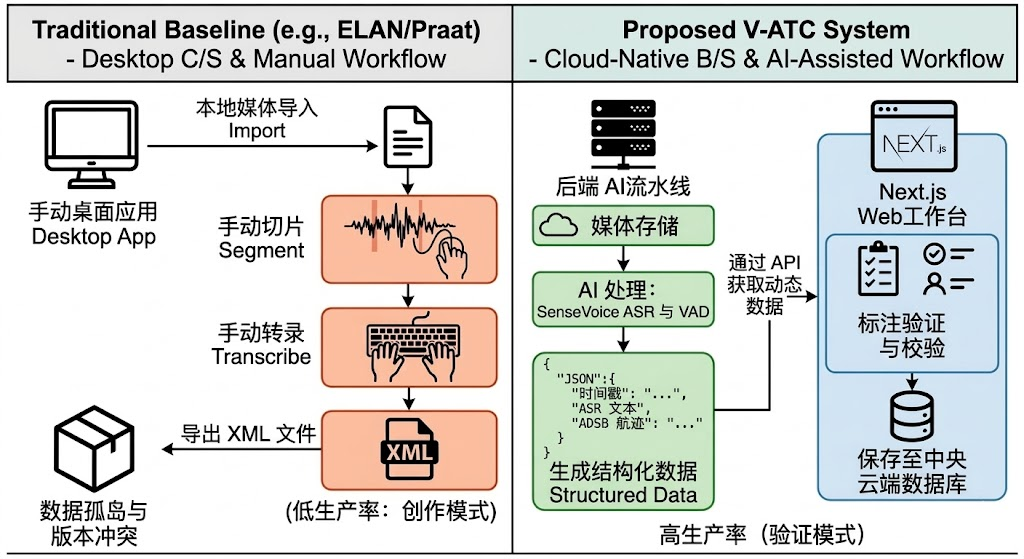 Traditional Baseline (e.g., ELAN/Praat)
- Desktop C/S & Manual Workflow
本地媒体导入
Import
手动桌面应用
Desktop App
手动切片
Segment
手动转录
Transcribe
XML
导出 XML 文件
数据孤岛与
版本冲突
(低生产率：创作模式)
Proposed V-ATC System
- Cloud-Native B/S & AI-Assisted Workflow
后端 AI流水线
媒体存储
AI 处理：
SenseVoice ASR 与 VAD
{
"JSON":{
"时间戳": "...",
"ASR 文本",
"ADSB 航迹": "..."
}
}
生成结构化数据
Structured Data
通过 API
获取动态
数据
NEXT.js
Next.js
Web工作台
标注验证
与校验
保存至中央
云端数据库
高生产率（验证模式）